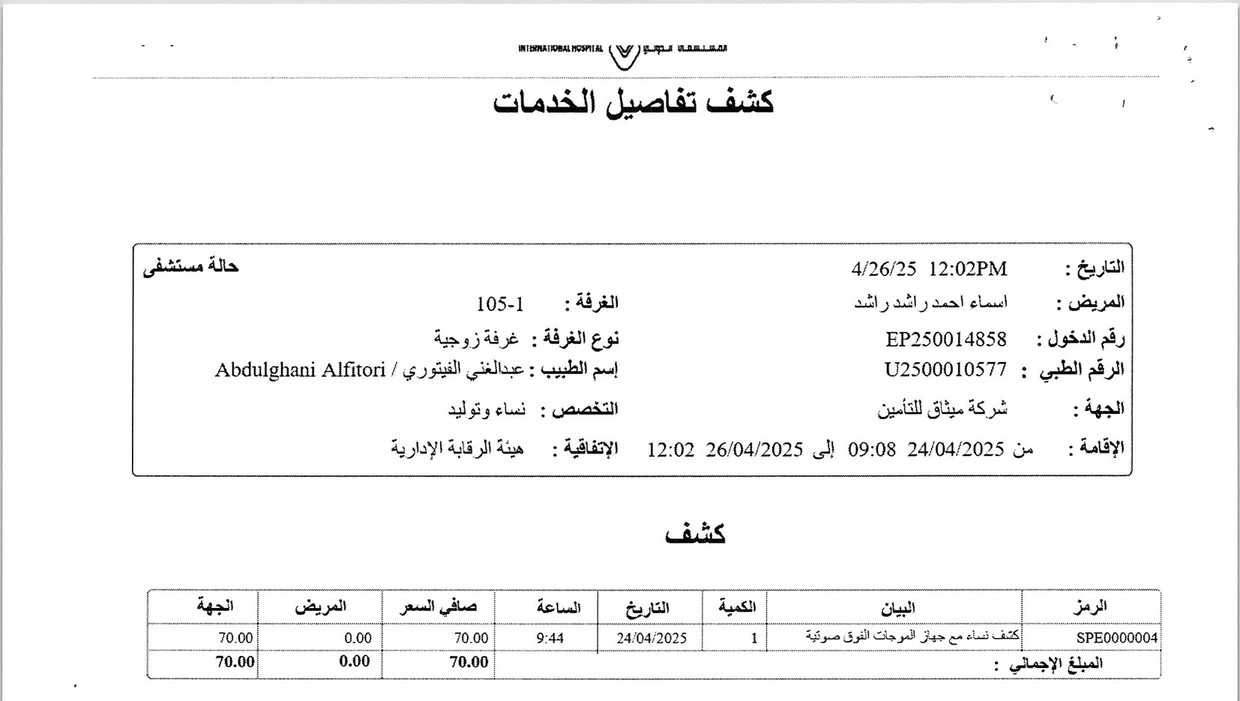 INTERNATIONAL HOSPITAL
كشف تفاصيل الخدمات
التاريخ : 4/26/25 12:02PM حالة مستشفى
المريض : اسماء احمد راشد راشد الغرفة : 105-1
رقم الدخول : EP250014858 نوع الغرفة : غرفة زوجية
الرقم الطبي : U2500010577 إسم الطبيب : عبدالغني الفيتوري / Abdulghani Alfitori
الجهة : شركة ميثاق للتأمين التخصص : نساء وتوليد
الإقامة : من 24/04/2025 09:08 إلى 26/04/2025 12:02 الإتفاقية : هيئة الرقابة الإدارية
كشف
الرمز البيان الكمية التاريخ الساعة صافي السعر المريض الجهة
SPE0000004 كشف نساء مع جهاز الموجات الفوق صوتية 1 24/04/2025 9:44 70.00 0.00 70.00
المبلغ الإجمالي : 70.00 0.00 70.00